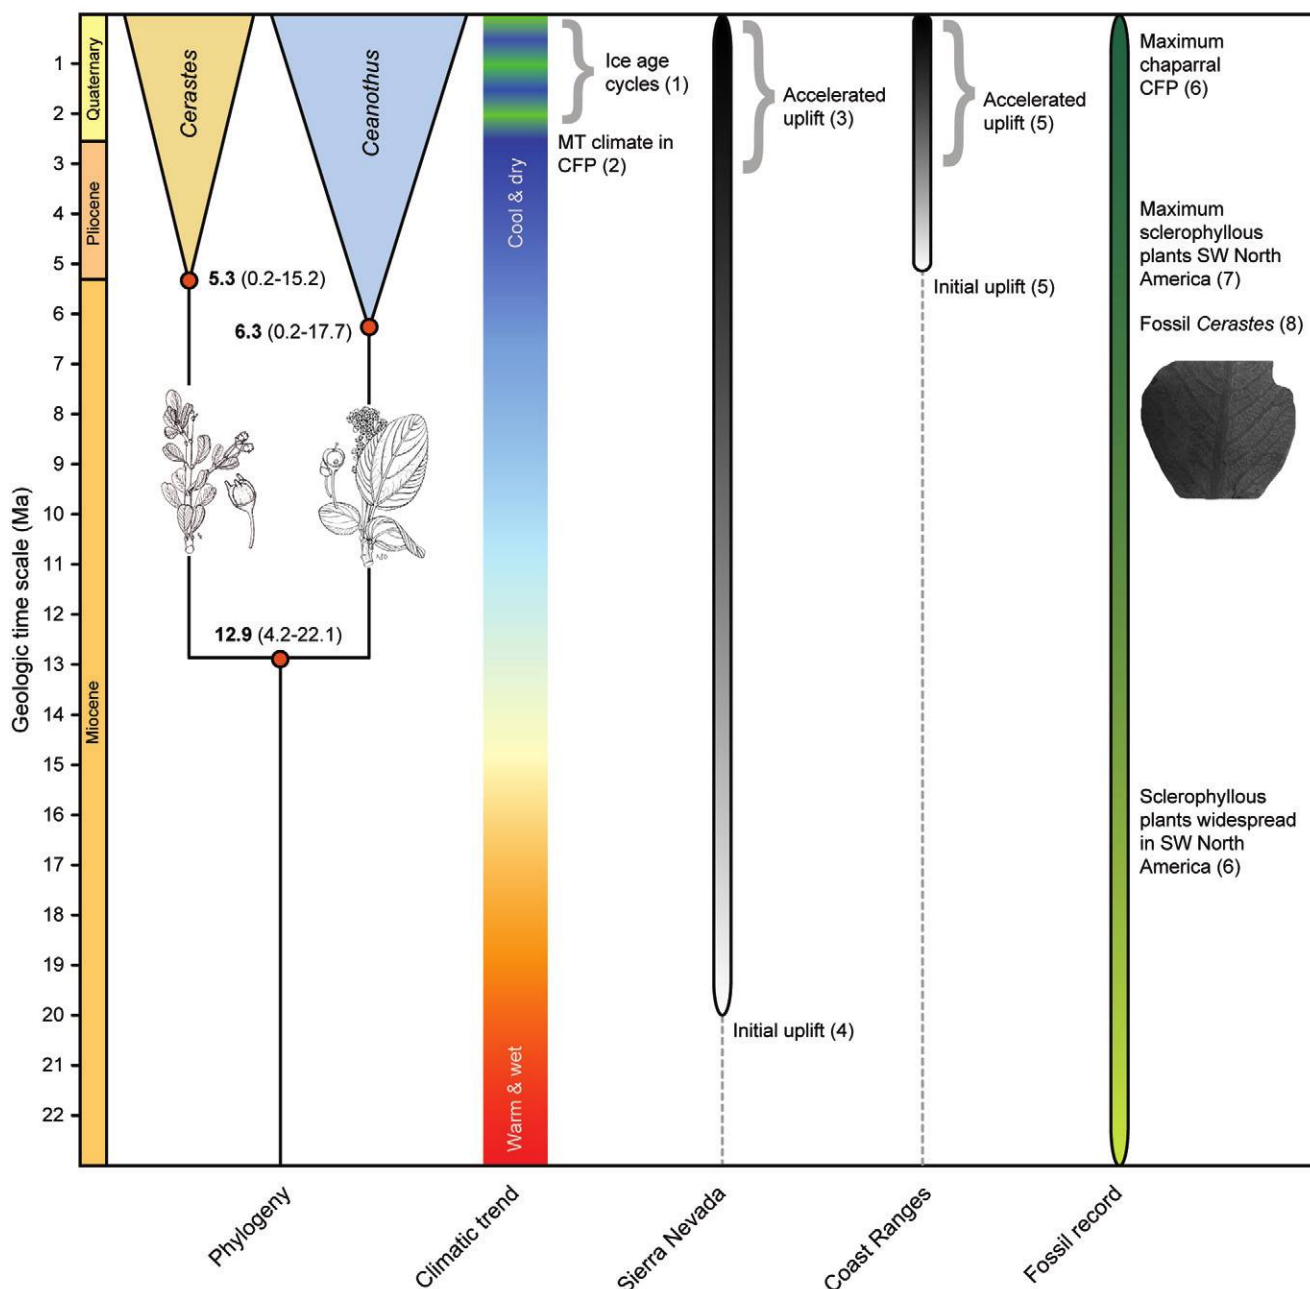 Geologic time scale (Ma)
1
2
3
4
5
6
7
8
9
10
11
12
13
14
15
16
17
18
19
20
21
22
Quaternary
Pliocene
Miocene
Cerastes
Ceanothus
5.3 (0.2-15.2)
6.3 (0.2-17.7)
12.9 (4.2-22.1)
Cool & dry
Warm & wet
Ice age
cycles (1)
MT climate in
CFP (2)
Accelerated
uplift (3)
Initial uplift (4)
Accelerated
uplift (5)
Initial uplift (5)
Maximum
chaparral
CFP (6)
Maximum
sclerophyllous
plants SW North
America (7)
Fossil Cerastes (8)
Sclerophyllous
plants widespread
in SW North
America (6)
Phylogeny
Climatic trend
Sierra Nevada
Coast Ranges
Fossil record